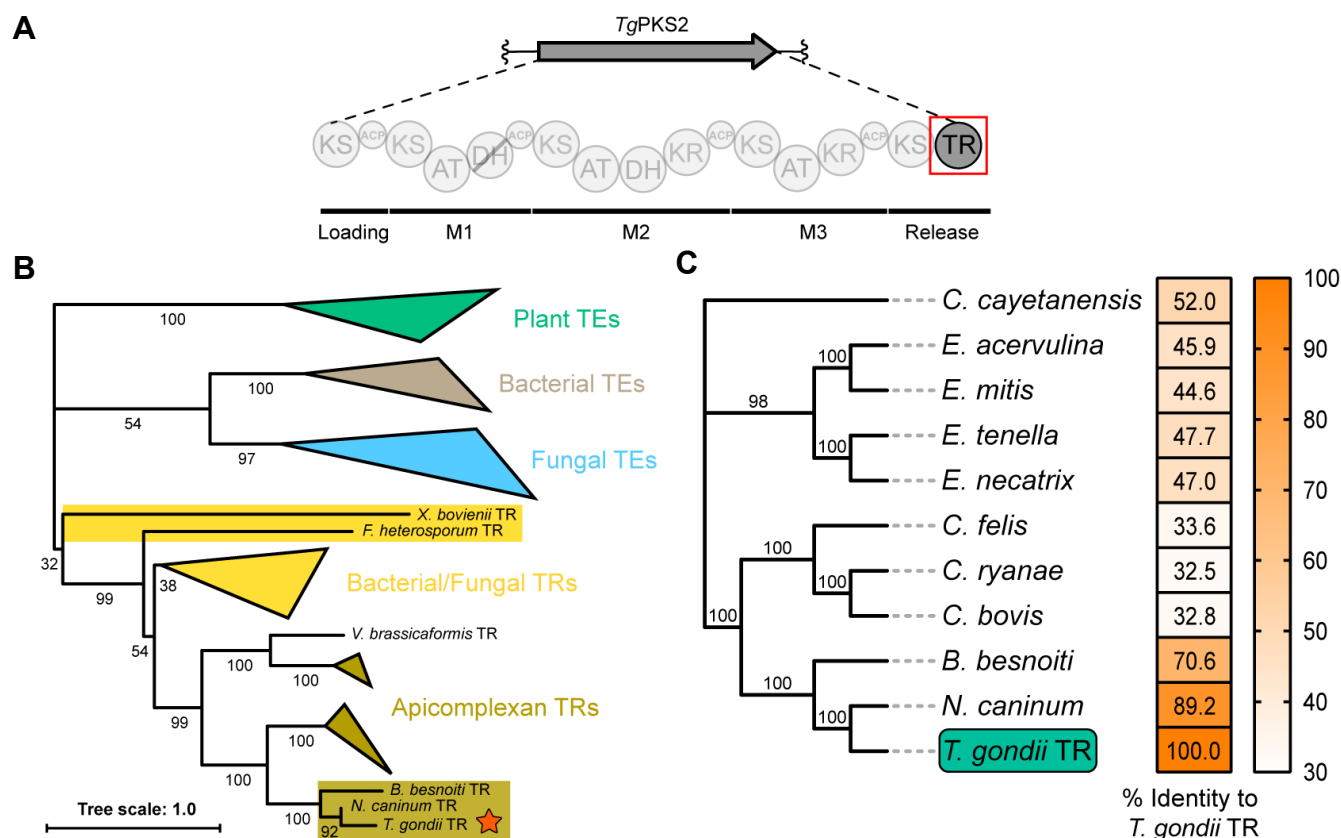 A
TgPKS2
KS ACP KS AT DH ACP KS AT DH KR ACP KS AT KR ACP KS TR
Loading M1 M2 M3 Release
B
100
Plant TEs
100
Bacterial TEs
54
97
Fungal TEs
X. bovienii TR
F. heterosporum TR
32
38
99
Bacterial/Fungal TRs
54
V. brassicaformis TR
100
100
99
Apicomplexan TRs
100
100
B. besnoiti TR
N. caninum TR
100
92
T. gondii TR
Tree scale: 1.0
C
C. cayetanensis 52.0
100 E. acervulina 45.9
E. mitis 44.6
98
100 E. tenella 47.7
E. necatrix 47.0
100 C. felis 33.6
100 C. ryanae 32.5
C. bovis 32.8
100
100 B. besnoiti 70.6
100 N. caninum 89.2
T. gondii TR 100.0
100
90
80
70
60
50
40
30
% Identity to
T. gondii TR